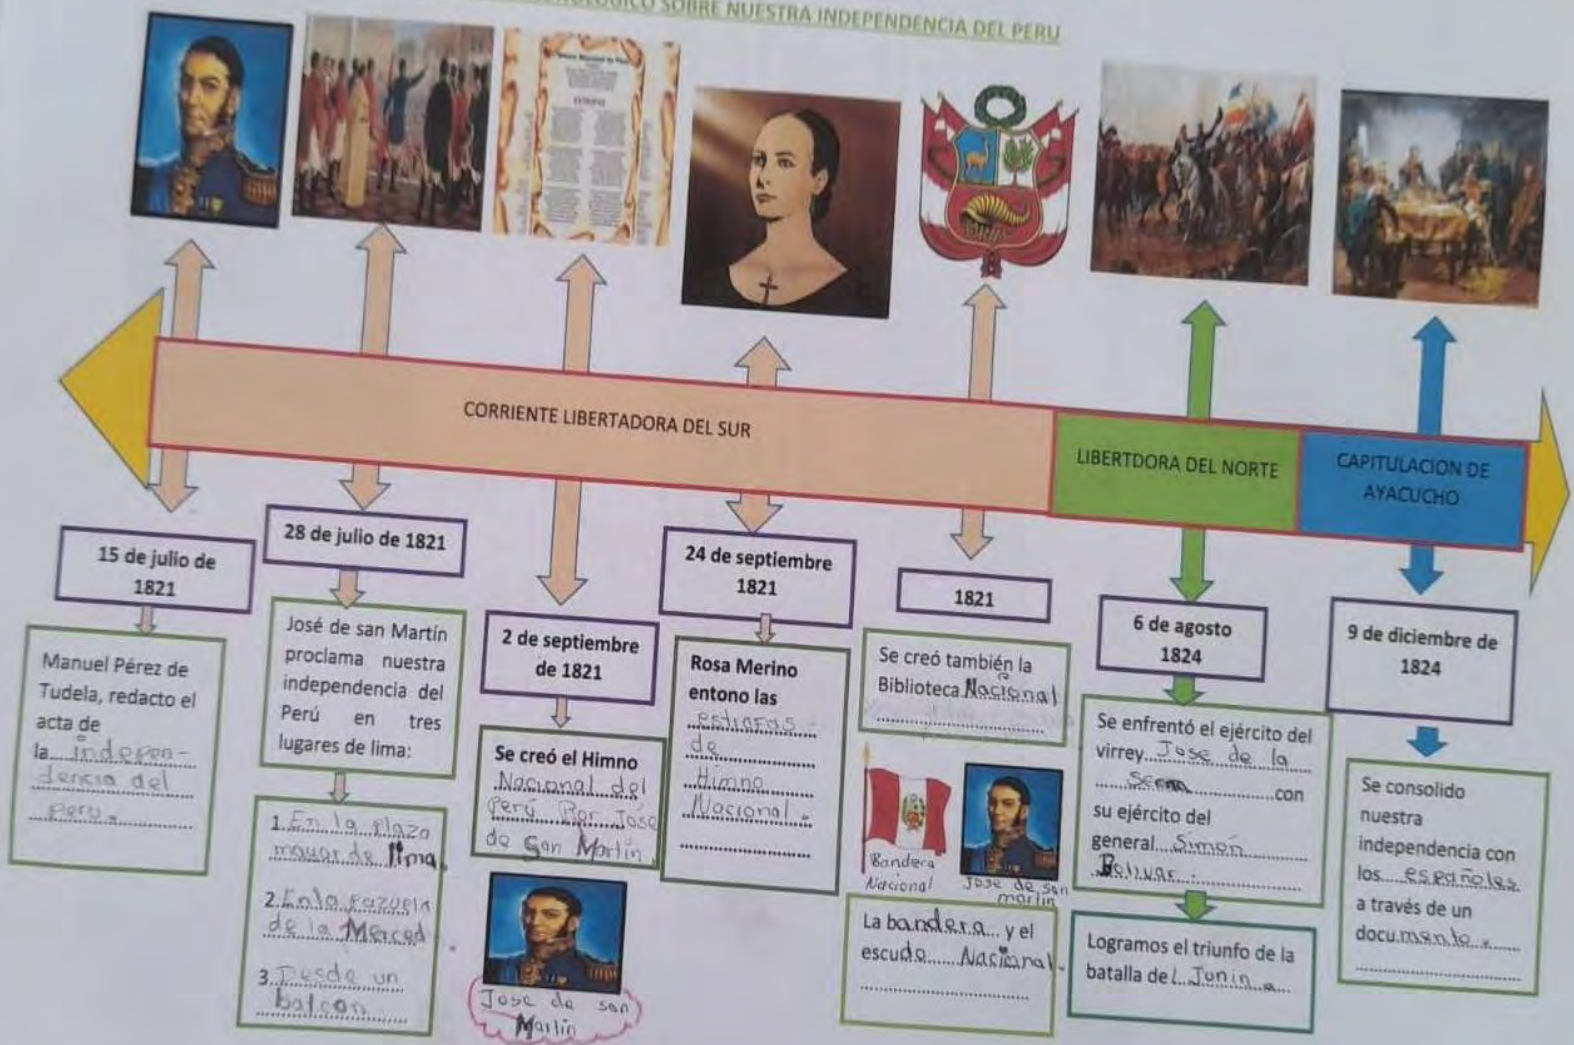 SOBRE NUESTRA INDEPENDENCIA DEL PERU
CORRIENTE LIBERTADORA DEL SUR
LIBERTDORA DEL NORTE
CAPITULACION DE
AYACUCHO
15 de julio de
1821
Manuel Pérez de
Tudela, redacto el
acta de
la indepen-
dencia del
peru.
28 de julio de 1821
José de san Martín
proclama nuestra
independencia del
Perú en tres
lugares de lima:
1. En la plaza
mayor de lima.
2. En la
de la Merced.
3. Desde un
balcon
2 de septiembre
de 1821
Se creó el Himno
Nacional del
Perú Por José
de San Martín.
Jose de san
Martin
24 de septiembre
1821
Rosa Merino
entono las
de
Himno
Nacional.
1821
Se creó también la
Biblioteca Nacional
Bandera
Nacional
Jose de san
martin
La bandera y el
escudo Nacional.
6 de agosto
1824
Se enfrentó el ejército del
virrey Jose de la
Serna con
su ejército del
general Simón
Bolivar.
Logramos el triunfo de la
batalla de Junin.
9 de diciembre de
1824
Se consolido
nuestra
independencia con
los españoles
a través de un
documento.